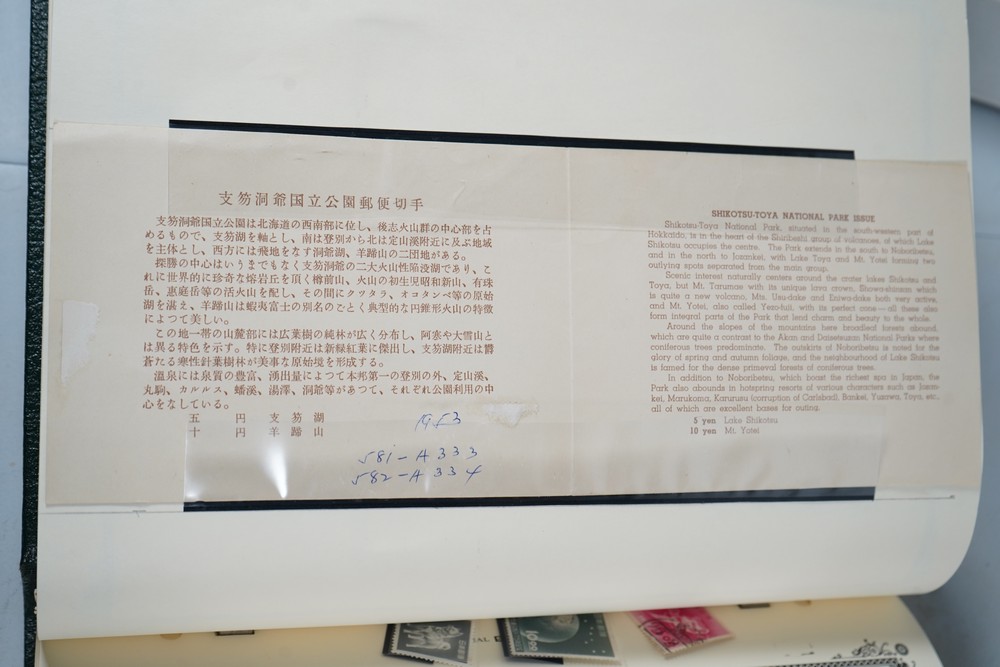 支笏洞爺国立公園郵便切手
支笏洞爺国立公園は北海道の西南部に位し、後志火山群の中心部を占
めるもので、支笏湖を軸とし、南は登別から北は定山渓附近に及ぶ地域
を主体とし、西方には飛地をなす洞爺湖、羊蹄山の二団地がある。
探勝の中心はいうまでもなく支笏洞爺の二大火山性陥没湖であり、こ
れに世界的に珍奇な熔岩丘を頂く樽前山、火山の初生児昭和新山、有珠
岳、恵庭岳等の活火山を配し、その間にクツタラ、オコタンペ等の原始
湖を湛え、羊蹄山は蝦夷富士の別名のごとく典型的な円錐形火山の特徴
によつて美しい。
この地一帯の山麓部には広葉樹の純林が広く分布し、阿寒や大雪山と
は異る特色を示す。特に登別附近は新緑紅葉に傑出し、支笏湖附近は欝
蒼たる寒性針葉樹林が美事な原始境を形成する。
温泉には泉質の豊富、湧出量によつて本邦第一の登別の外、定山渓、
丸駒、カルルス、蟠渓、湯澤、洞爺等があつて、それぞれ公園利用の中
心をなしている。
五 円 支笏湖
十 円 羊蹄山
1953
581-A333
582-A334
SHIKOTSU-TOYA NATIONAL PARK ISSUE
Shikotsu-Toya National Park, situated in the south-western, part of
Hokkaido, is in the heart of the Shiribeshi group of volcanoes, of which Lake
Shikotsu occupies the centre. The Park extends in the south to Noboribetsu,
and in the north to Jozankei, with Lake Toya and Mt. Yotei forming two
outlying spots separated from the main group.
Scenic interest naturally centers around the crater lakes Shikotsu and
Toya, but Mt. Tarumae with its unique lava crown, Showa-shinzan which
is quite a new volcano, Mts. Usu-dake and Eniwa-dake both very active,
and Mt. Yotei, also called Yezo-fuji, with its perfect zone—all these also
form integral parts of the Park that lend charm and beauty to the whole.
Around the slopes of the mountains here broadleaf forests abound,
which are quite a contrast to the Akan and Daisetsuzan National Parks where
coniferous trees predominate. The outskirts of Noboribetsu is noted for the
glory of spring and autumn foliage, and the neighbourhood of Lake Shikotsu
is famed for the dense primeval forests of coniferous trees.
In addition to Noboribetsu, which boast the richest spa in Japan, the
Park also abounds in hotspring resorts of various characters such as Jozan-
kei, Marukoma, Karurusu (corruption of Carlsbad), Bankei, Yuzawa, Toya, etc.,
all of which are excellent bases for outing.
5 yen Lake Shikotsu
10 yen Mt. Yotei